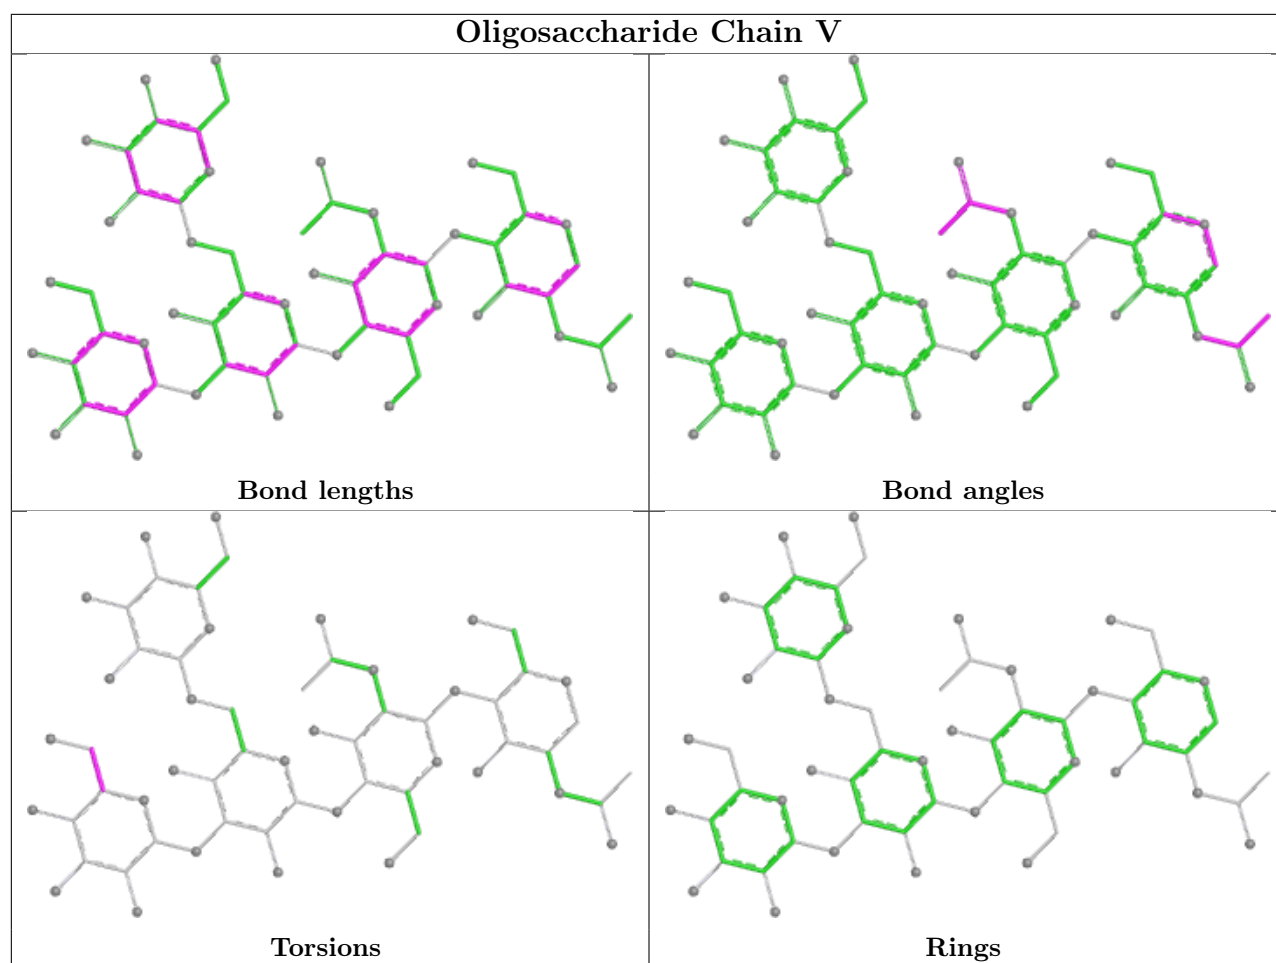 Oligosaccharide Chain V
Bond lengths
Bond angles
Torsions
Rings